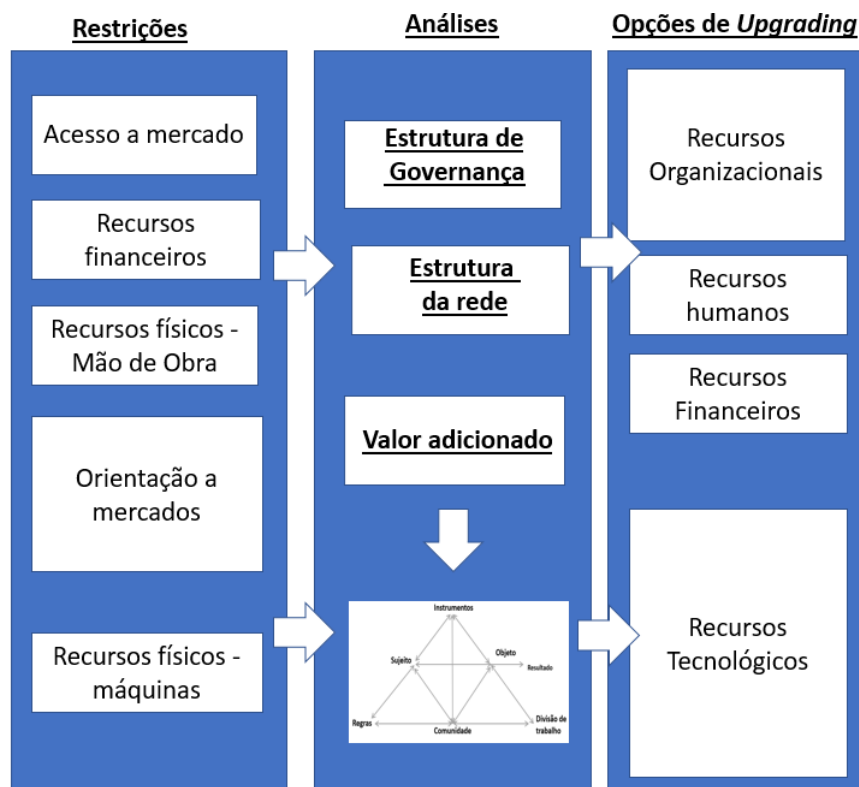 Restrições
Análises
Opções de Upgrading
Acesso a mercado
Recursos
financeiros
Recursos físicos -
Mão de Obra
Orientação a
mercados
Recursos físicos -
máquinas
Estrutura de
Governança
Estrutura
da rede
Valor adicionado
Instrumentos
Sujeito
Objeto
Resultado
Regras
Comunidade
Divisão de
trabalho
Recursos
Organizacionais
Recursos
humanos
Recursos
Financeiros
Recursos
Tecnológicos